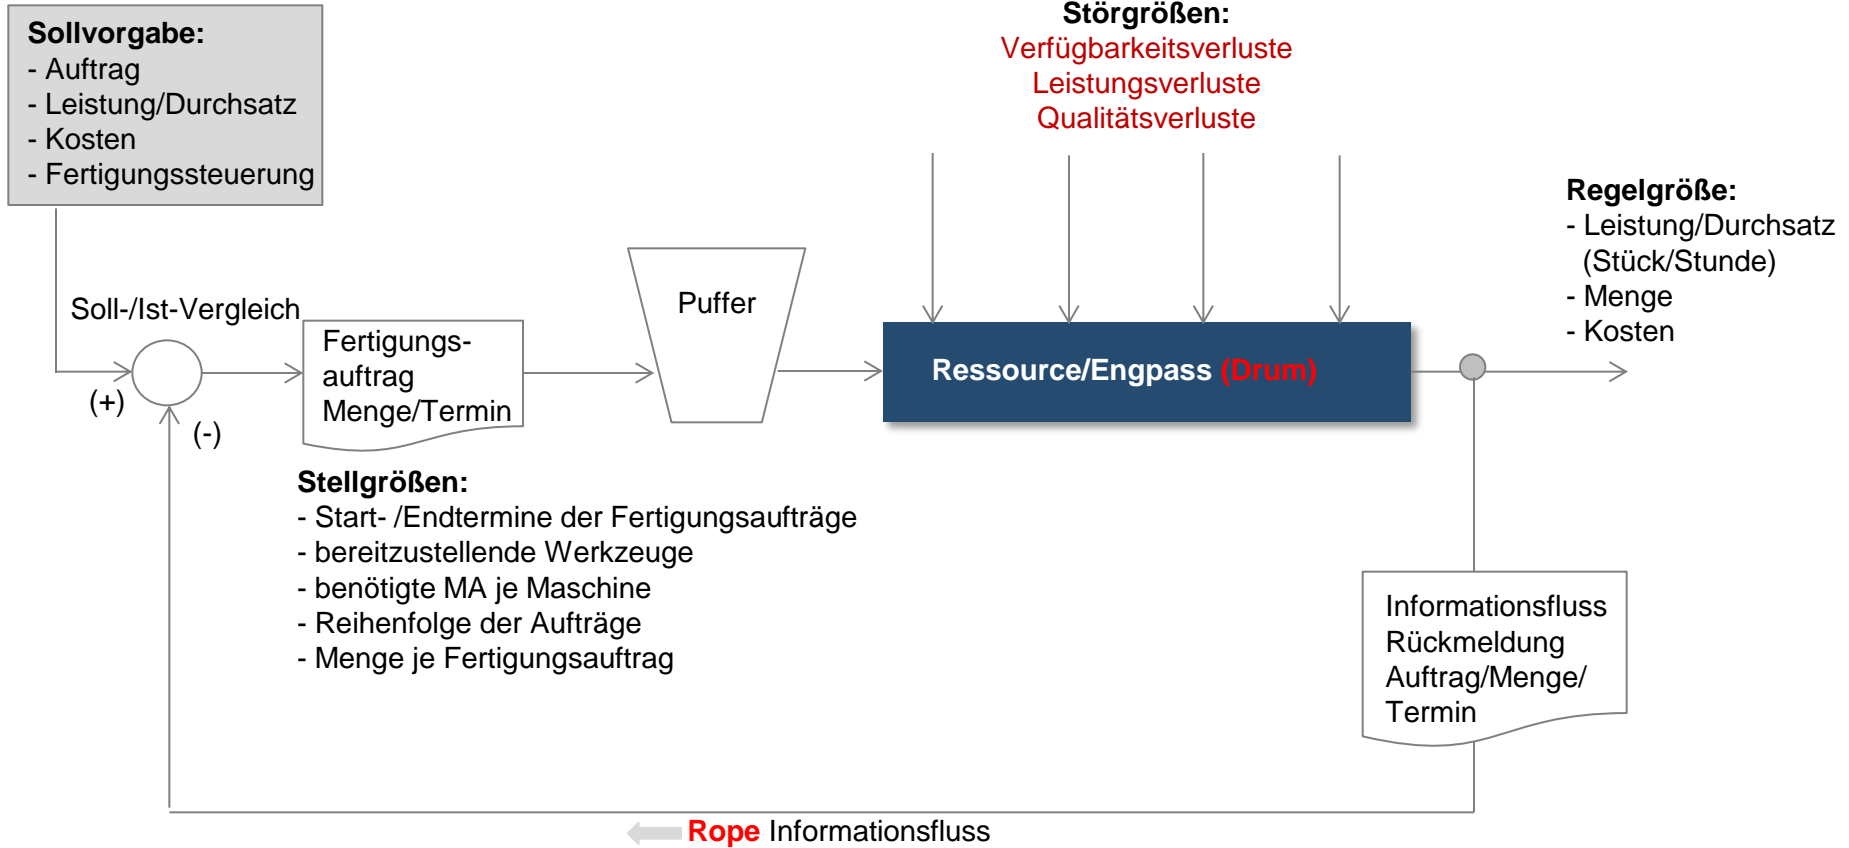 Sollvorgabe:
- Auftrag
- Leistung/Durchsatz
- Kosten
- Fertigungssteuerung
Störgrößen:
Verfügbarkeitsverluste
Leistungsverluste
Qualitätsverluste
Regelgröße:
- Leistung/Durchsatz
(Stück/Stunde)
- Menge
- Kosten
Soll-/Ist-Vergleich
(+)
(-)
Fertigungs-
auftrag
Menge/Termin
Puffer
Ressource/Engpass (Drum)
Stellgrößen:
- Start- /Endtermine der Fertigungsaufträge
- bereitzustellende Werkzeuge
- benötigte MA je Maschine
- Reihenfolge der Aufträge
- Menge je Fertigungsauftrag
Informationsfluss
Rückmeldung
Auftrag/Menge/
Termin
Rope Informationsfluss